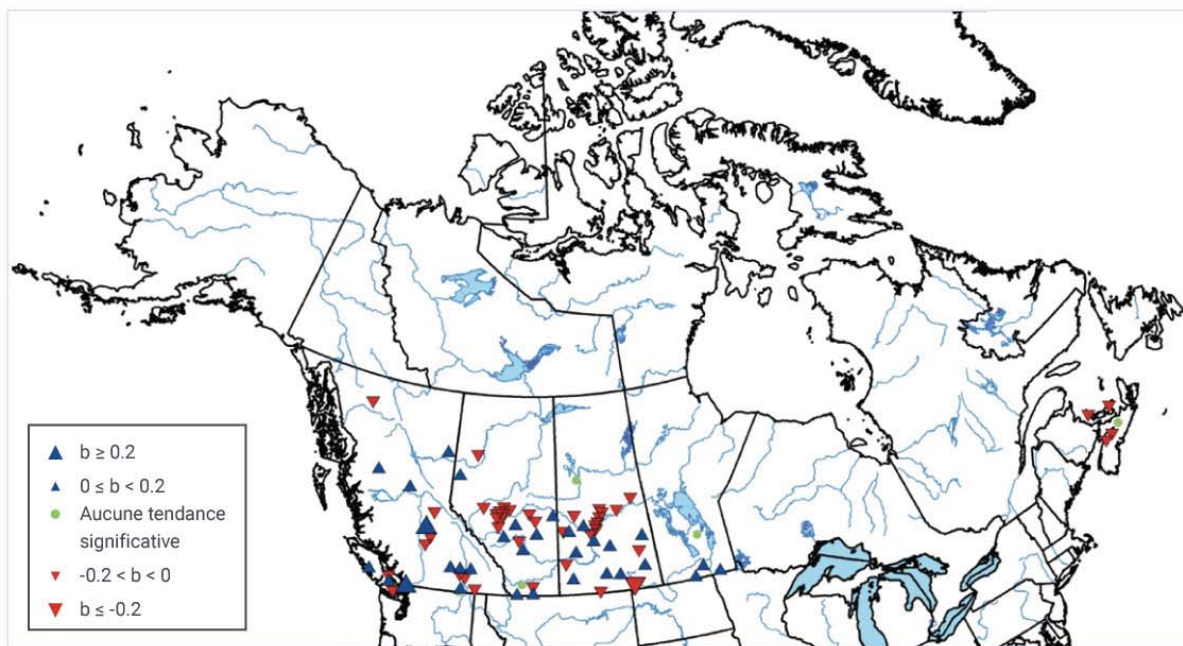 b ≥ 0.2
0 ≤ b < 0.2
Aucune tendance
significative
-0.2 < b < 0
b ≤ -0.2